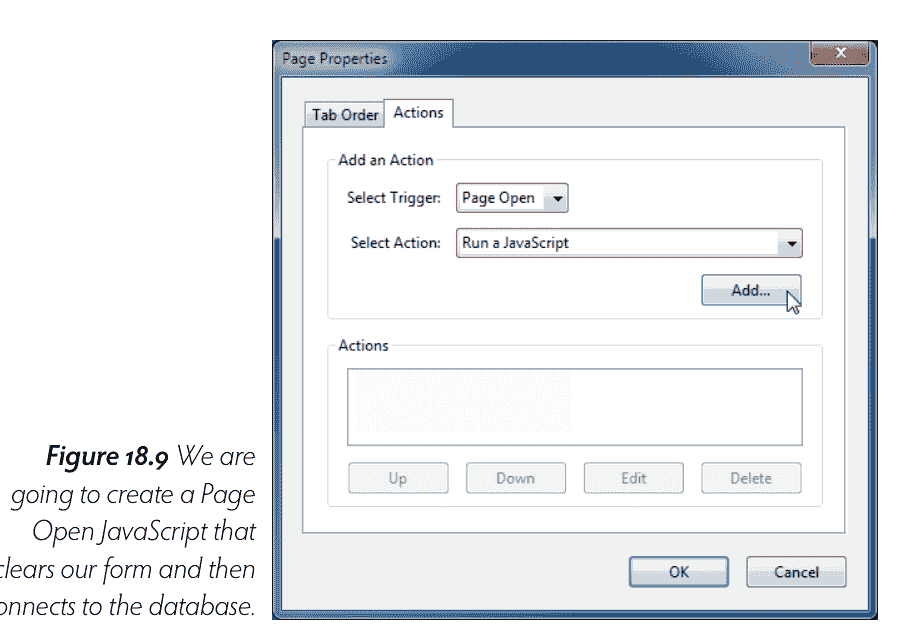 Page Properties
Tab Order
Actions
Add an Action
Select Trigger:
Page Open
Select Action:
Run a JavaScript
Add...
Actions
Up
Down
Edit
Delete
OK
Cancel
Figure 18.9 We are
going to create a Page
Open JavaScript that
clears our form and then
onnects to the database.